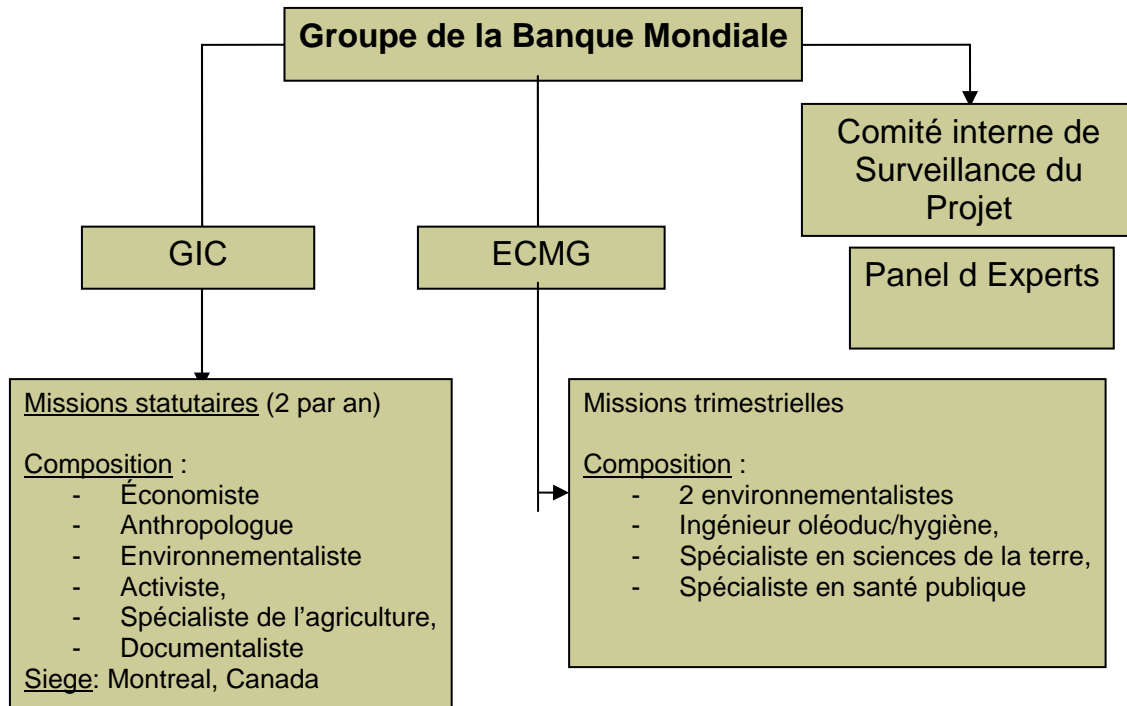 Groupe de la Banque Mondiale
Comité interne de
Surveillance du
Projet
GIC
ECMG
Panel d Experts
Missions statutaires (2 par an)
Composition :
- Économiste
- Anthropologue
- Environnementaliste
- Activiste,
- Spécialiste de l’agriculture,
- Documentaliste
Siege: Montreal, Canada
Missions trimestrielles
Composition :
- 2 environnementalistes
- Ingénieur oléoduc/hygiène,
- Spécialiste en sciences de la terre,
- Spécialiste en santé publique